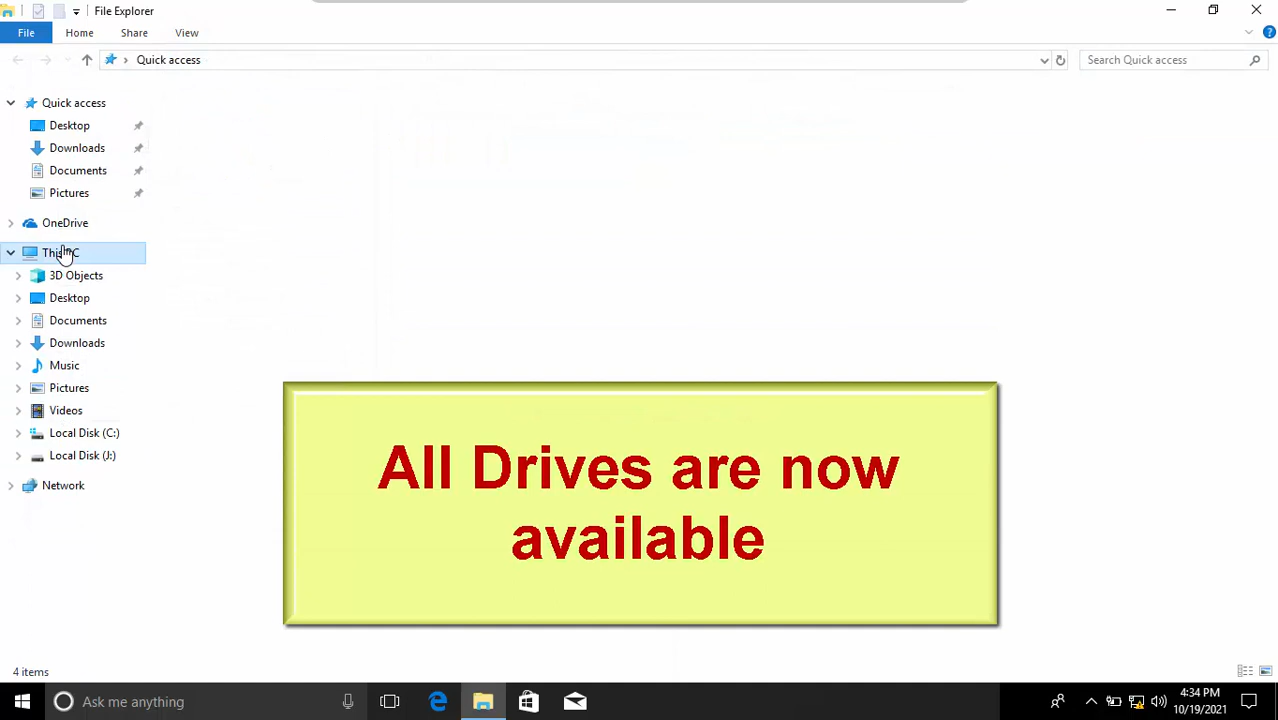 File Explorer
File Home Share View
Quick access
Search Quick access
Quick access
Desktop
Downloads
Documents
Pictures
OneDrive
This PC
3D Objects
Desktop
Documents
Downloads
Music
Pictures
Videos
Local Disk (C:)
Local Disk (J:)
Network
All Drives are now
available
4 items
Ask me anything
4:34 PM
10/19/2021